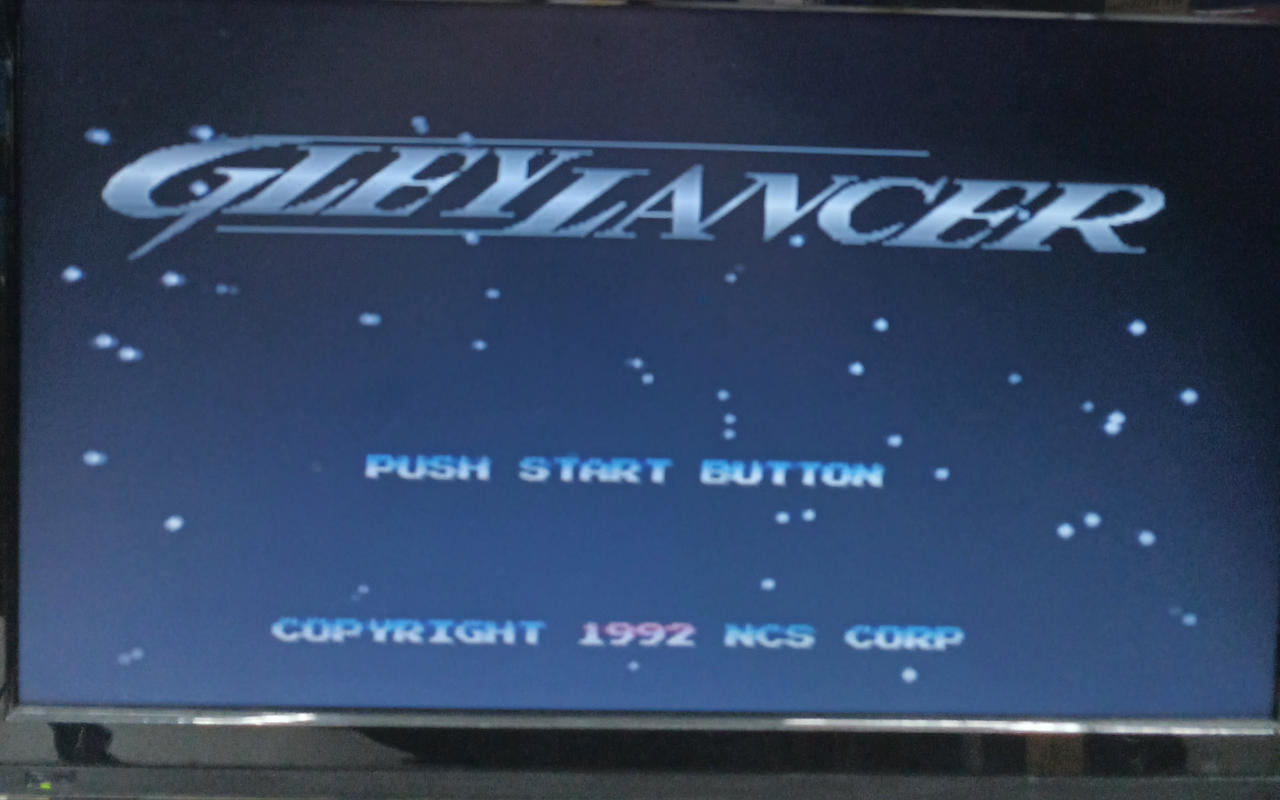 GLEYLANCER
PUSH START BUTTON
COPYRIGHT 1992 NCS CORP